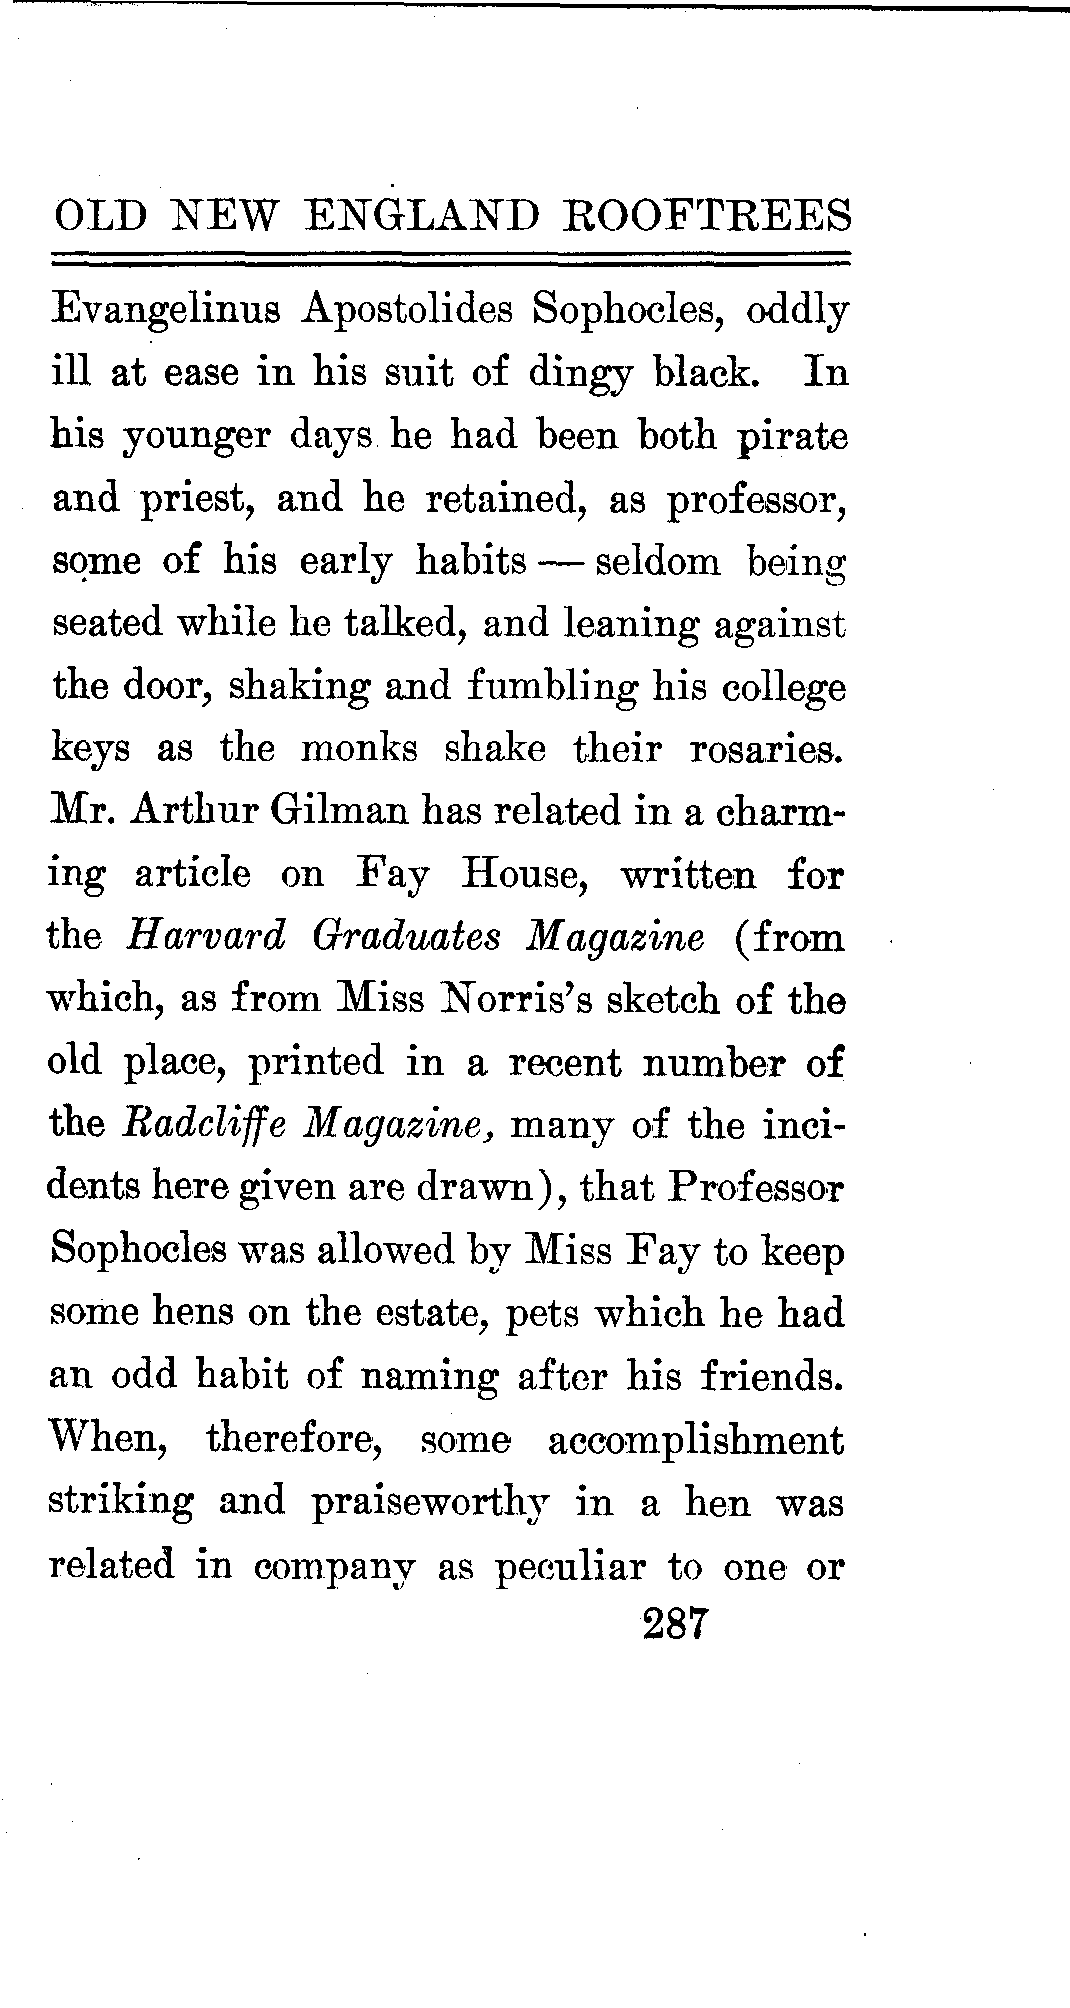 OLD NEW ENGLAND ROOFTREES
Evangelinus Apostolides Sophocles, oddly
ill at ease in his suit of dingy black. In
his younger days he had been both pirate
and priest, and he retained, as professor,
some of his early habits — seldom being
seated while he talked, and leaning against
the door, shaking and fumbling his college
keys as the monks shake their rosaries.
Mr. Arthur Gilman has related in a charm-
ing article on Fay House, written for
the Harvard Graduates Magazine (from
which, as from Miss Norris's sketch of the
old place, printed in a recent number of
the Radcliffe Magazine, many of the inci-
dents here given are drawn), that Professor
Sophocles was allowed by Miss Fay to keep
some hens on the estate, pets which he had
an odd habit of naming after his friends.
When, therefore, some accomplishment
striking and praiseworthy in a hen was
related in company as peculiar to one or
287